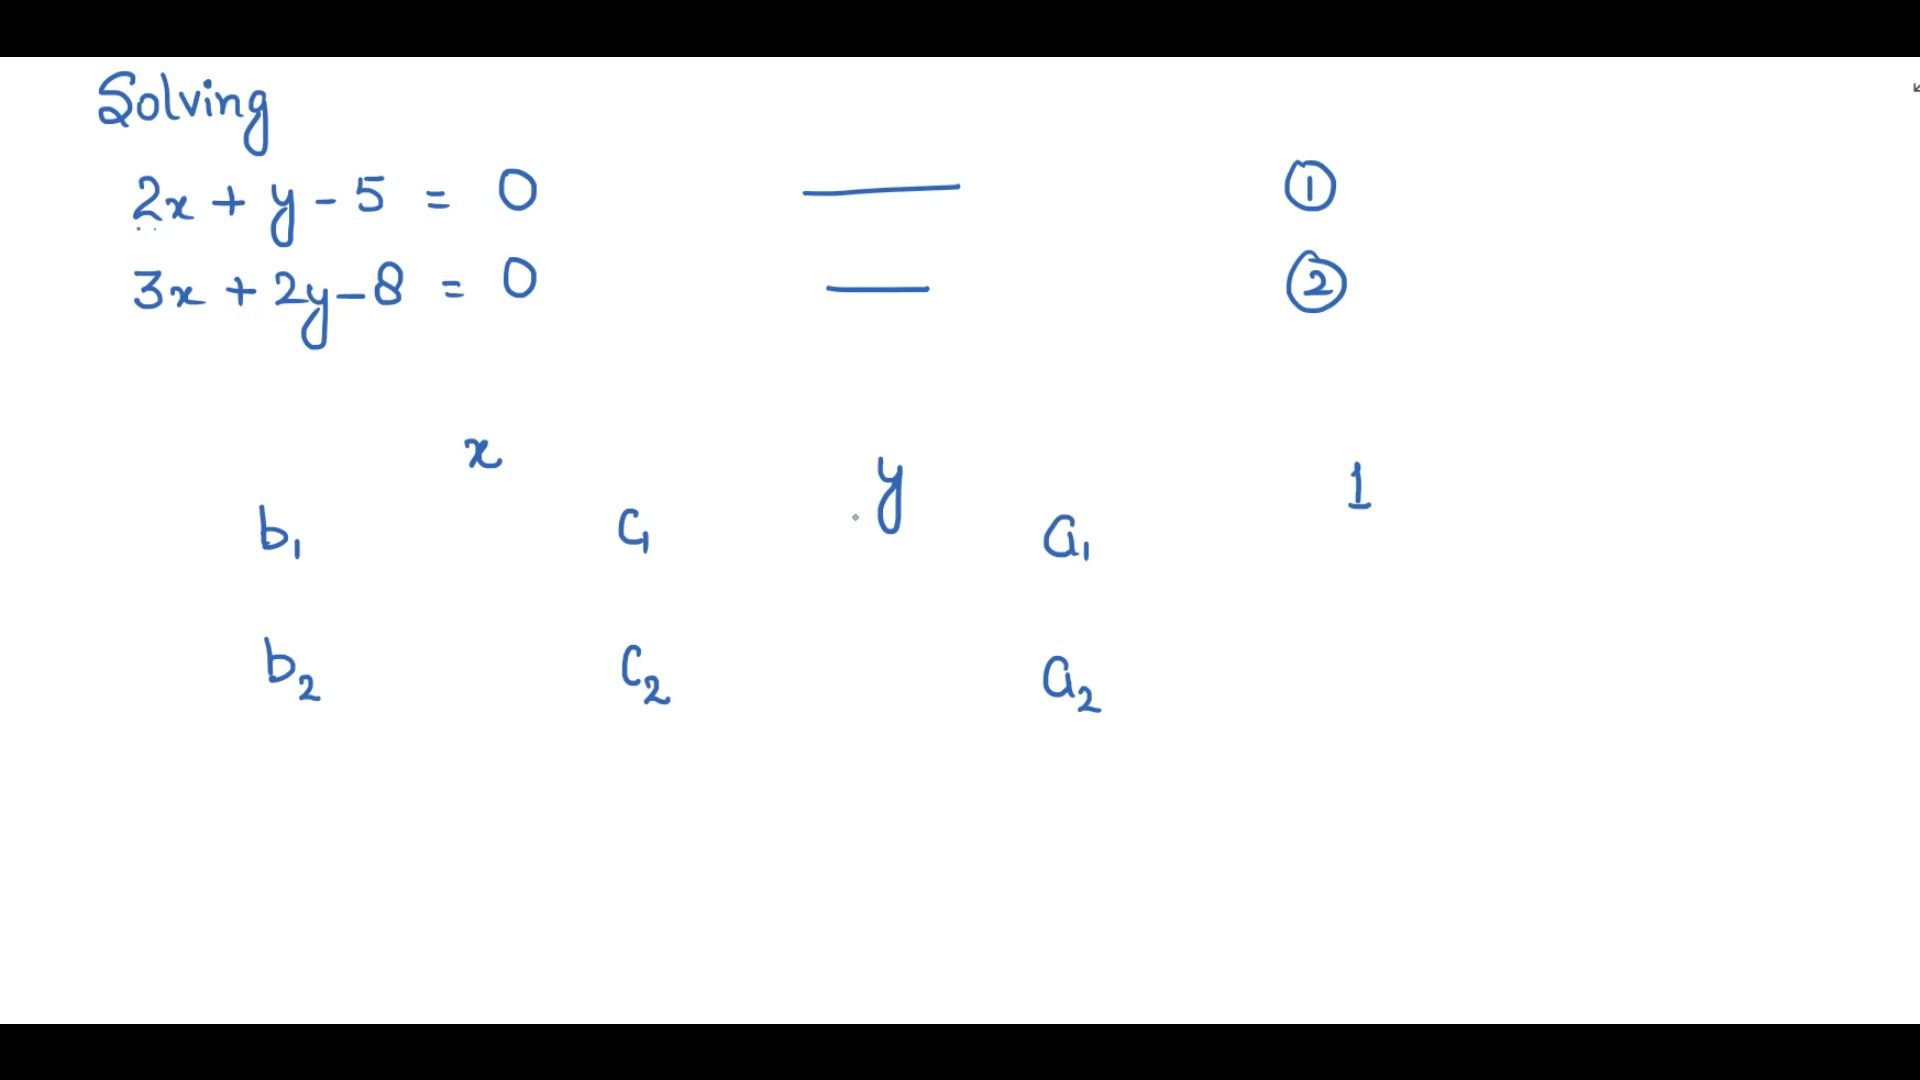 Solving
2x + y - 5 = 0 —— ①
3x + 2y - 8 = 0 —— ②
x y 1
b₁ c₁ a₁
b₂ c₂ a₂